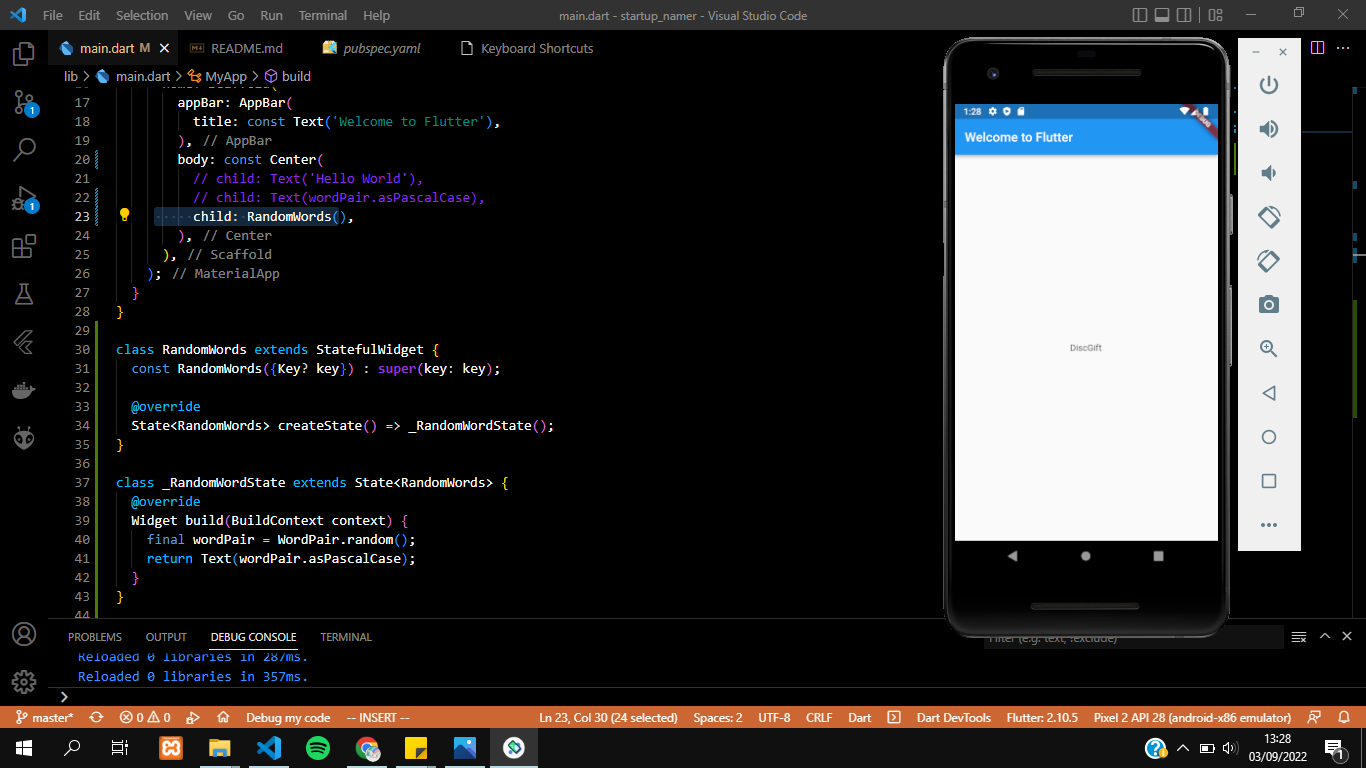 File Edit Selection View Go Run Terminal Help main.dart - startup_namer - Visual Studio Code
main.dart M README.md pubspec.yaml Keyboard Shortcuts
lib > main.dart > MyApp > build
17 appBar: AppBar(
18 title: const Text('Welcome to Flutter'),
19 ), // AppBar
20 body: const Center(
21 // child: Text('Hello World'),
22 // child: Text(wordPair.asPascalCase),
23 child: RandomWords(),
24 ), // Center
25 ), // Scaffold
26 ); // MaterialApp
27 }
28 }
29
30 class RandomWords extends StatefulWidget {
31 const RandomWords({Key? key}) : super(key: key);
32
33 @override
34 State<RandomWords> createState() => _RandomWordState();
35 }
36
37 class _RandomWordState extends State<RandomWords> {
38 @override
39 Widget build(BuildContext context) {
40 final wordPair = WordPair.random();
41 return Text(wordPair.asPascalCase);
42 }
43 }
44
1:28
DEBUG
Welcome to Flutter
DiscGift
1
1
PROBLEMS OUTPUT DEBUG CONSOLE TERMINAL
Filter (e.g. text, !exclude)
Reloaded 0 libraries in 287ms.
Reloaded 0 libraries in 357ms.
master* 0 0 Debug my code -- INSERT -- Ln 23, Col 30 (24 selected) Spaces: 2 UTF-8 CRLF Dart Dart DevTools Flutter: 2.10.5 Pixel 2 API 28 (android-x86 emulator)
13:28
03/09/2022
1